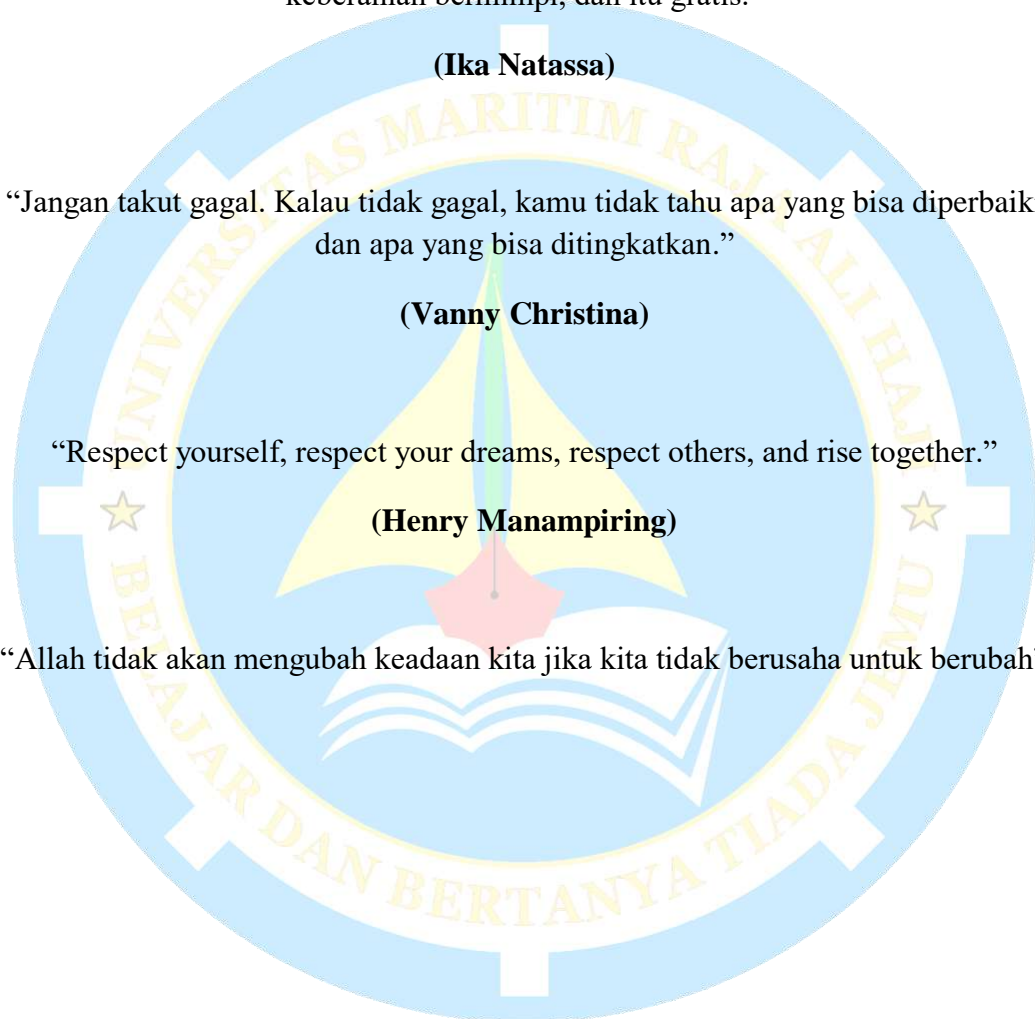 keberanian bermimpi, dan itu gratis.
(Ika Natassa)
“Jangan takut gagal. Kalau tidak gagal, kamu tidak tahu apa yang bisa diperbaik
dan apa yang bisa ditingkatkan.”
(Vanny Christina)
“Respect yourself, respect your dreams, respect others, and rise together.”
(Henry Manampiring)
“Allah tidak akan mengubah keadaan kita jika kita tidak berusaha untuk berubah”
UNIVERSITAS MARITIM RAJA ALI HAJI
BELAJAR DAN BERTANYA TIADA JEMU